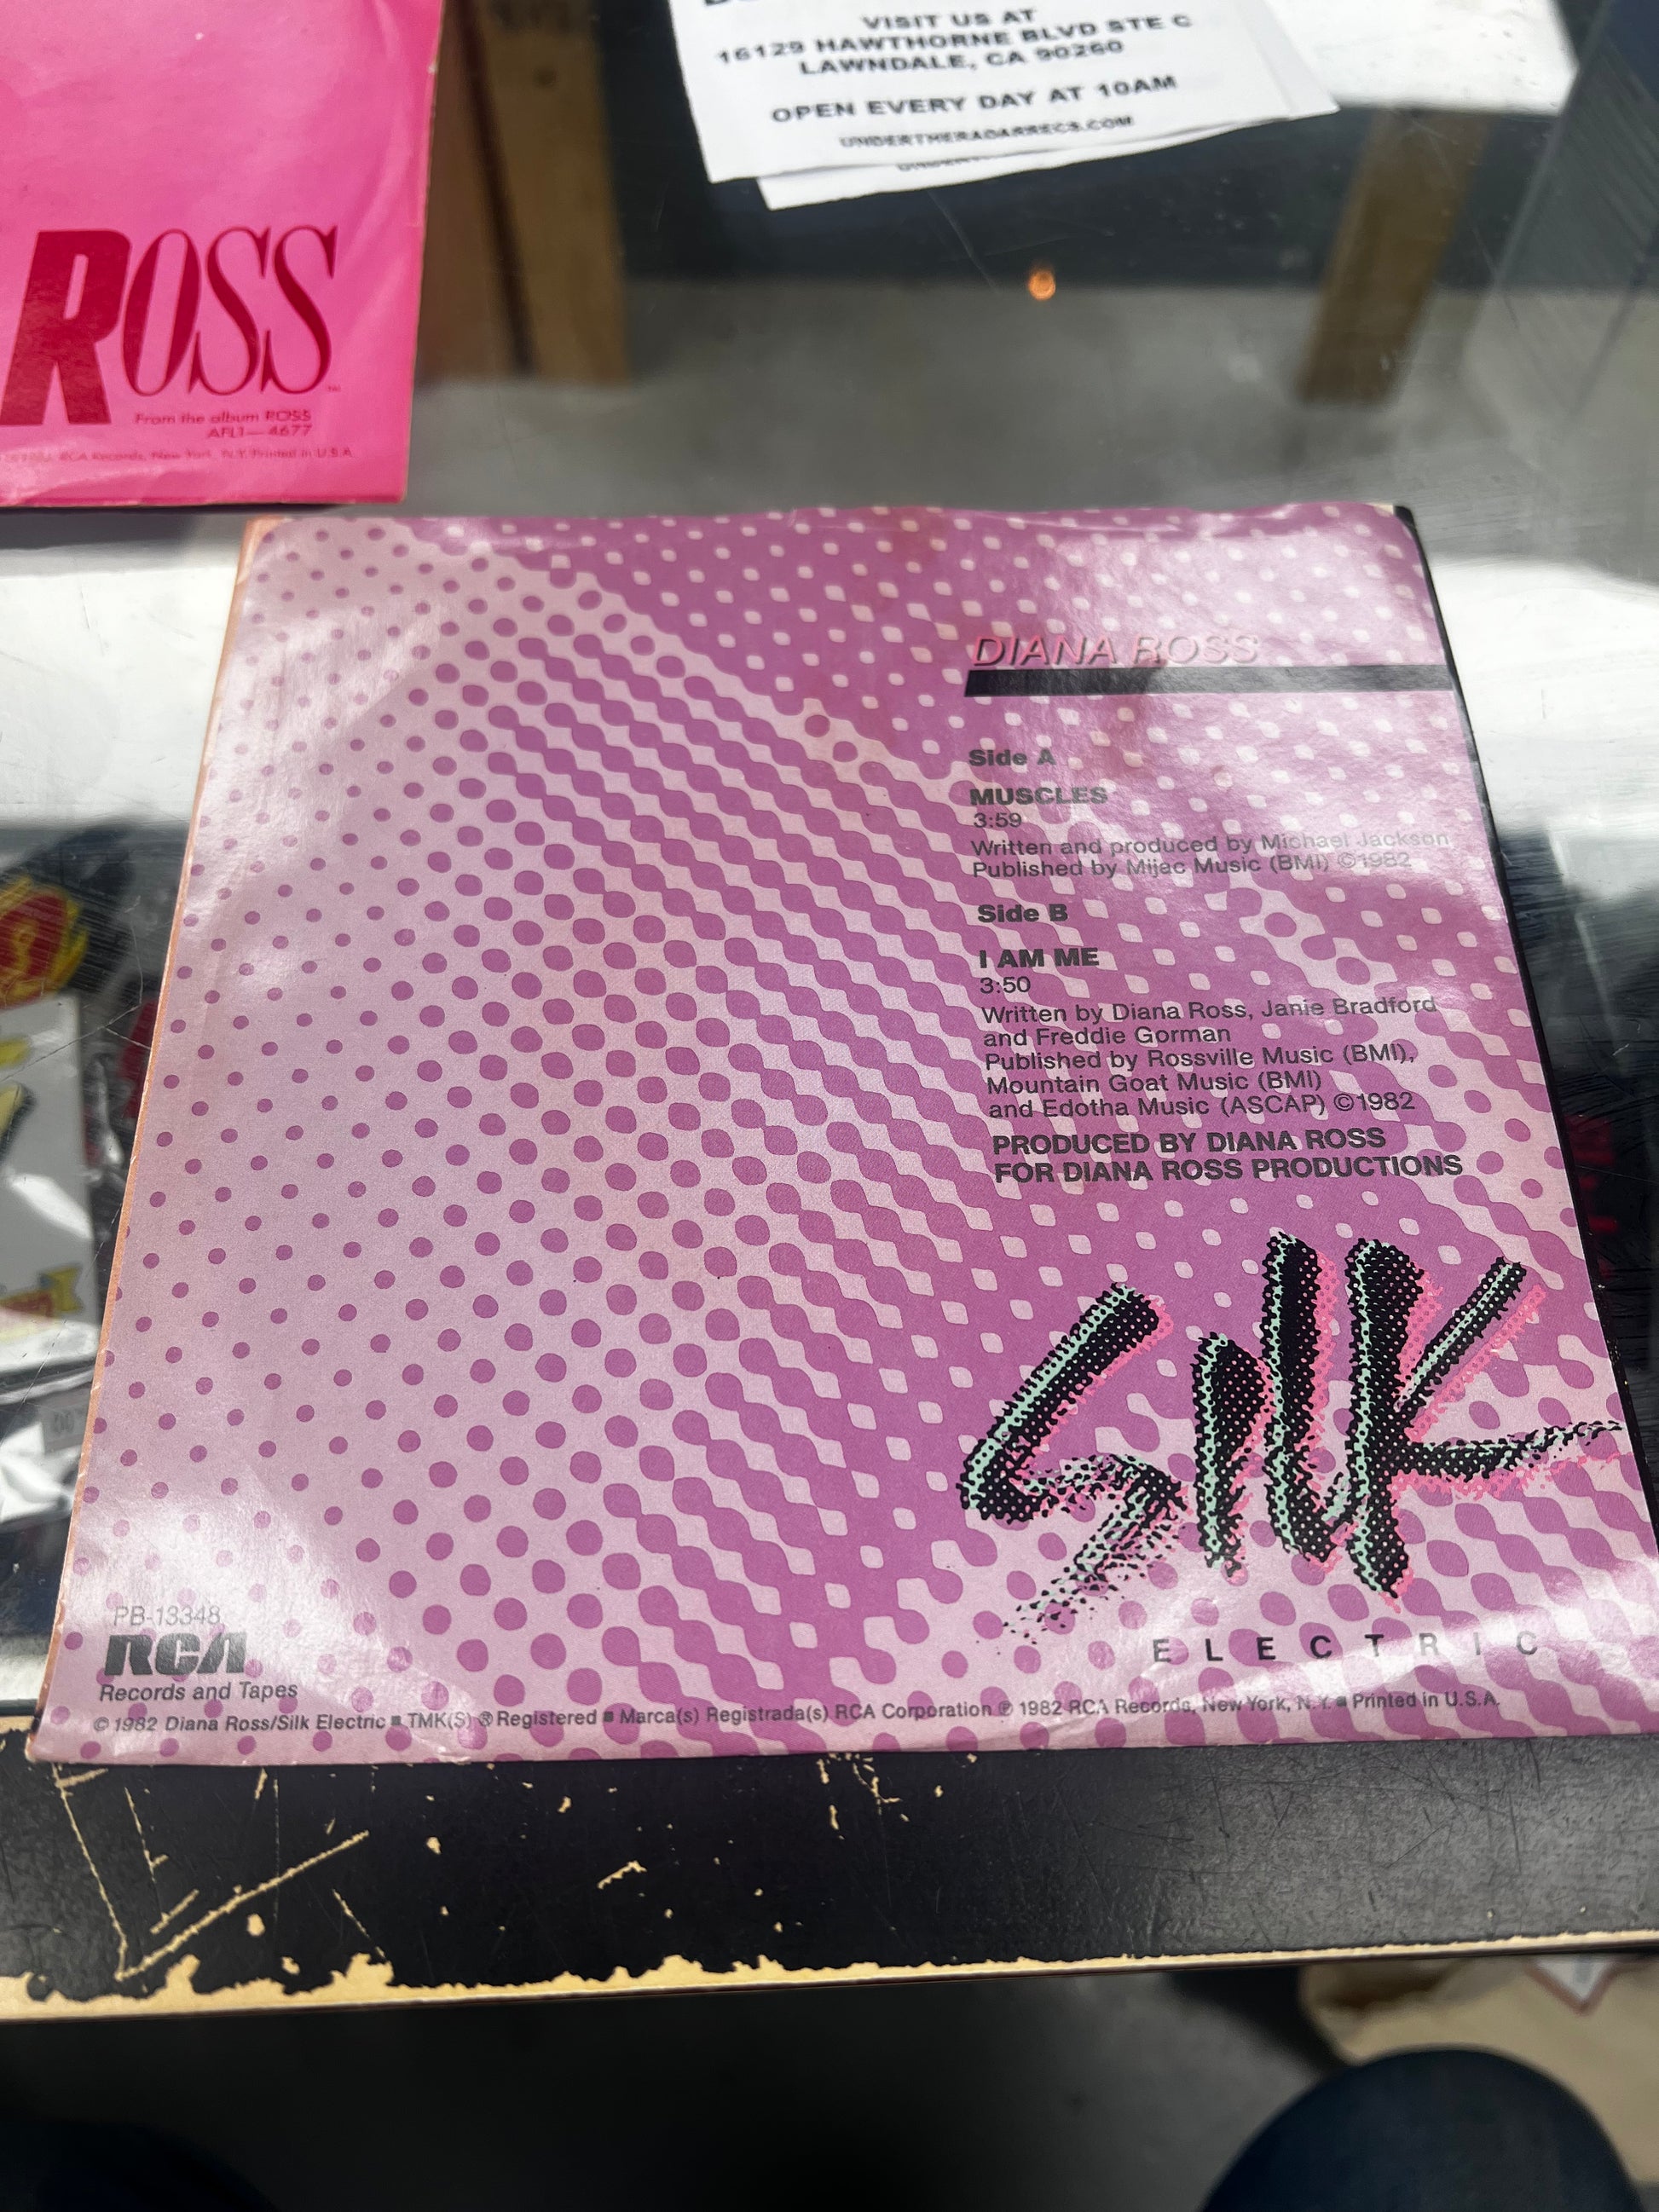 VISIT US AT
16129 HAWTHORNE BLVD STE C
LAWNDALE, CA 90260
OPEN EVERY DAY AT 10AM
UNDERTHERADARRECS.COM
ROSS
From the album ROSS
AFL1—4677
RCA Records, New York, N.Y. Printed in U.S.A.
DIANA ROSS
Side A
MUSCLES
3:59
Written and produced by Michael Jackson
Published by Mijac Music (BMI) ©1982
Side B
I AM ME
3:50
Written by Diana Ross, Janie Bradford
and Freddie Gorman
Published by Rossville Music (BMI),
Mountain Goat Music (BMI)
and Edotha Music (ASCAP) ©1982
PRODUCED BY DIANA ROSS
FOR DIANA ROSS PRODUCTIONS
Silk
ELECTRIC
PB-13348
RCA
Records and Tapes
© 1982 Diana Ross/Silk Electric ■ TMK(S) ® Registered ■ Marca(s) Registrada(s) RCA Corporation ℗ 1982 RCA Records, New York, N.Y. ■ Printed in U.S.A.